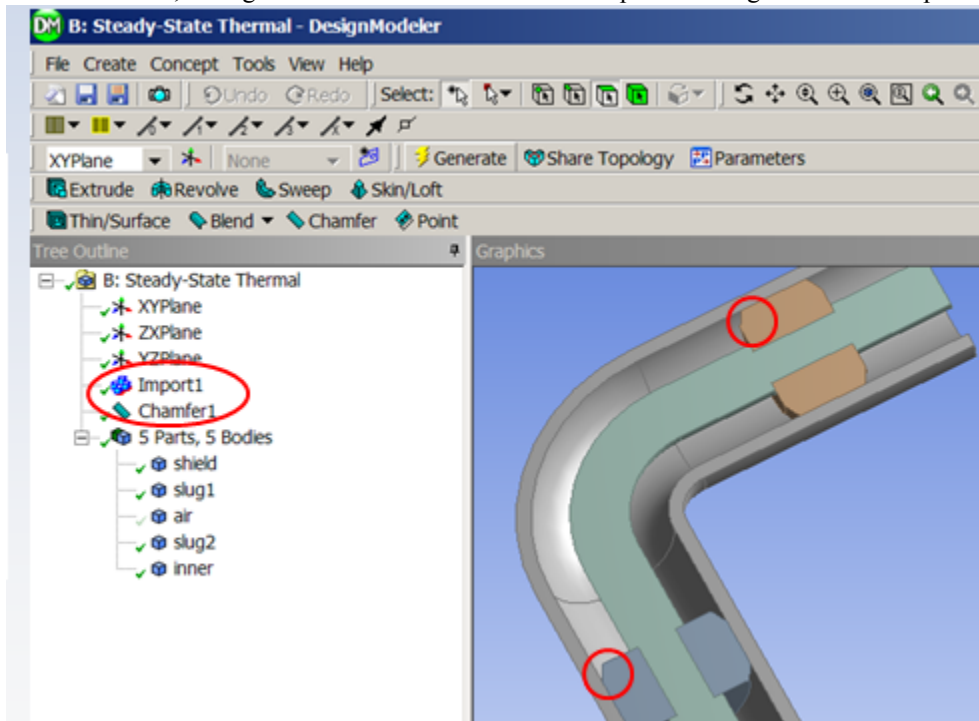 B: Steady-State Thermal - DesignModeler
File Create Concept Tools View Help
Undo Redo Select:
XYPlane None Generate Share Topology Parameters
Extrude Revolve Sweep Skin/Loft
Thin/Surface Blend Chamfer Point
Tree Outline Graphics
B: Steady-State Thermal
XYPlane
ZXPlane
YZPlane
Import1
Chamfer1
5 Parts, 5 Bodies
shield
slug1
air
slug2
inner